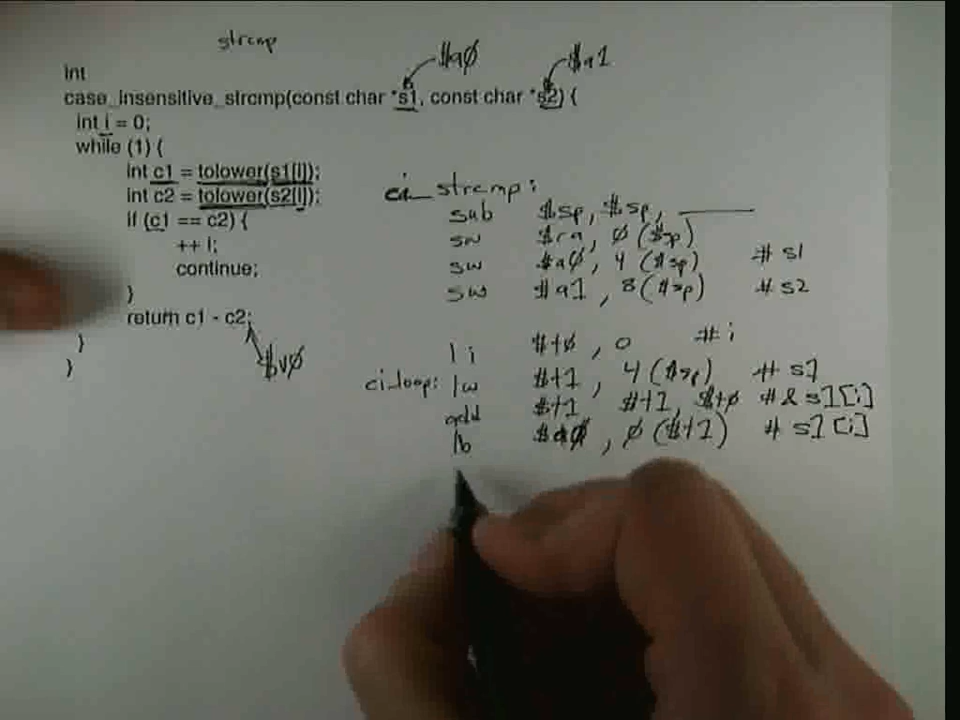 strcmp
$a0 $a1
int
case_insensitive_strcmp(const char *s1, const char *s2) {
int i = 0;
while (1) {
int c1 = tolower(s1[i]);
int c2 = tolower(s2[i]);
if (c1 == c2) {
++ i;
continue;
}
return c1 - c2;
}
}
$v0
ci_strcmp:
sub $sp, $sp, ____
sw $ra, 0($sp)
sw $a0, 4($sp) # s1
sw $a1, 8($sp) # s2
li $t0, 0 # i
ci_loop: lw $t1, 4($sp) # s1
add $t1, $t1, $t0 # & s1[i]
lb $a0, 0($t1) # s1[i]